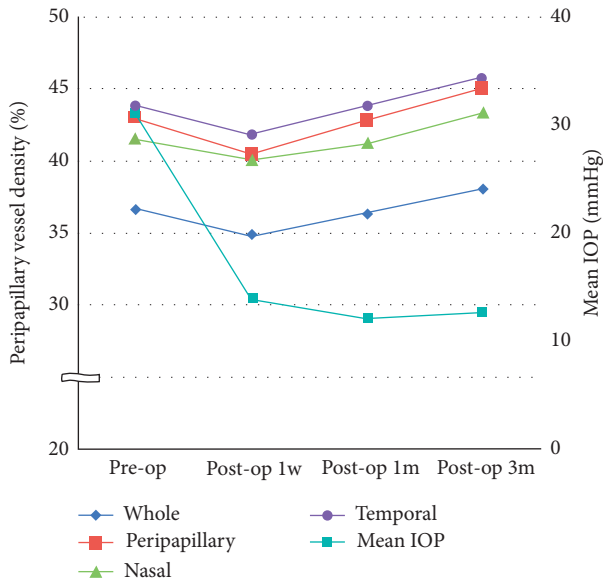 Peripapillary vessel density (%)
50
45
40
35
30
20
40
30
20
10
0
Mean IOP (mmHg)
Pre-op Post-op 1w Post-op 1m Post-op 3m
Whole Temporal
Peripapillary Mean IOP
Nasal